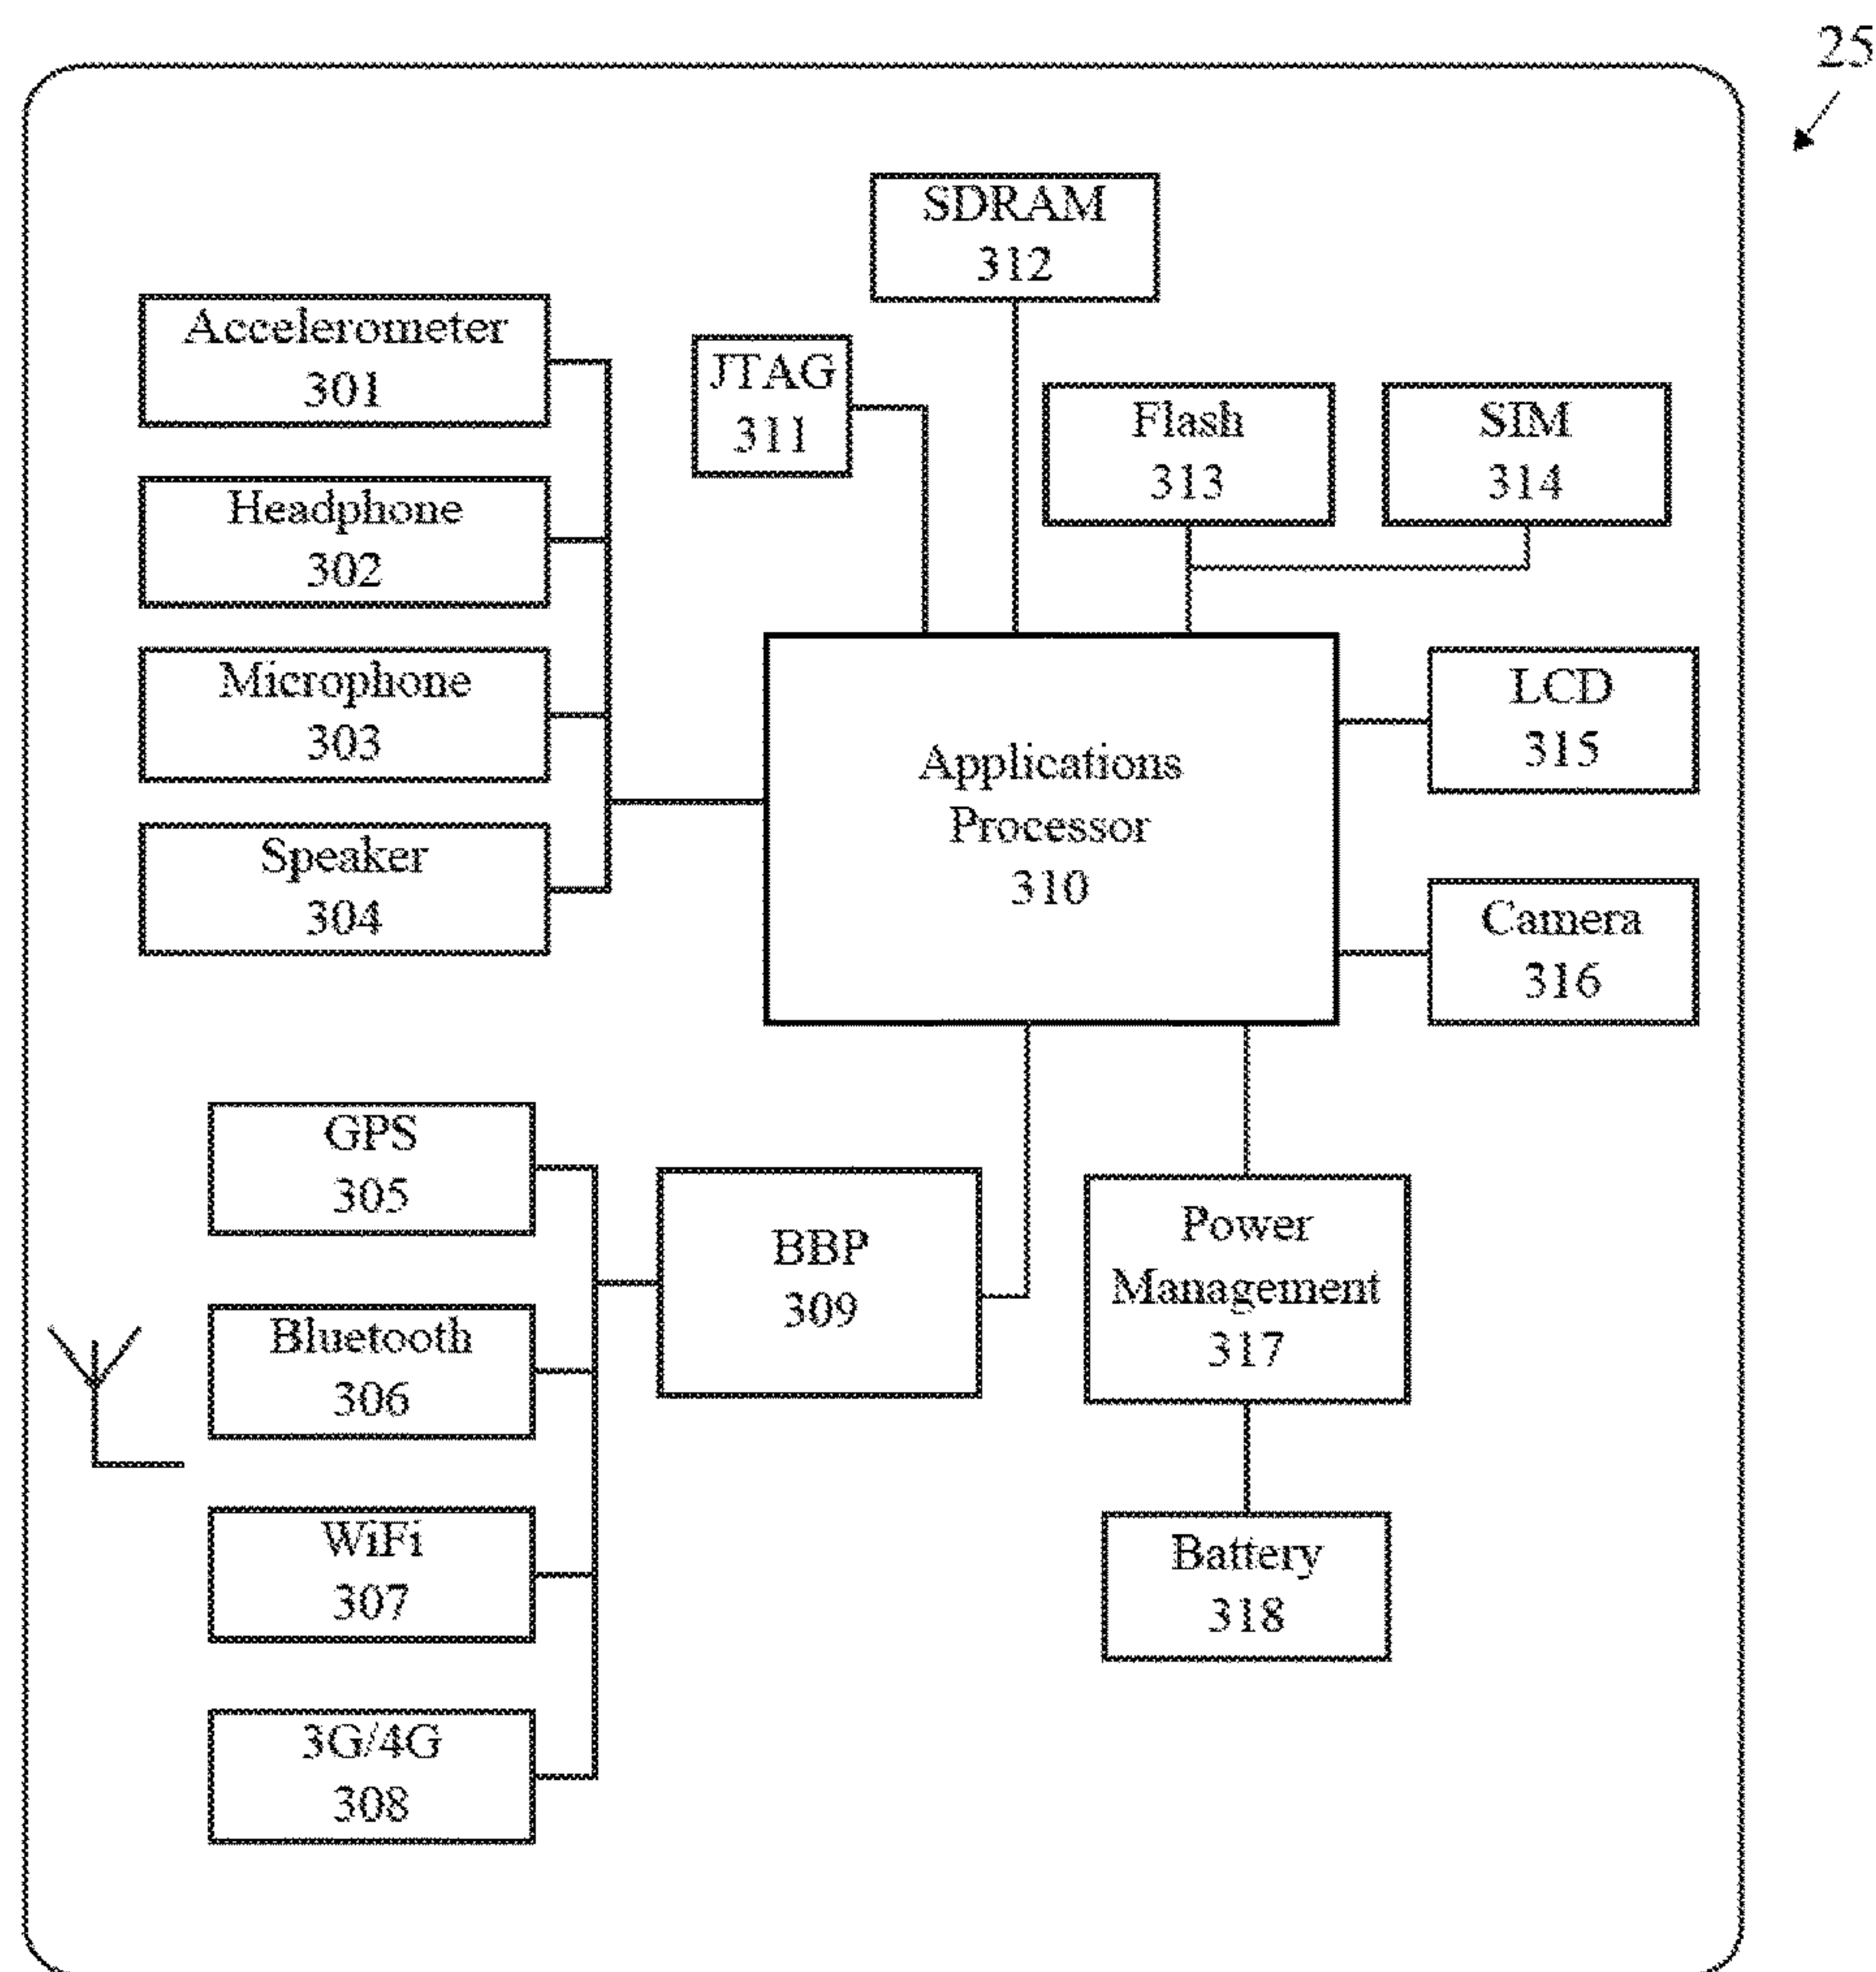 25
SDRAM
312
Accelerometer
301
JTAG
311
Flash
313
SIM
314
Headphone
302
Microphone
303
LCD
315
Applications
Processor
310
Speaker
304
Camera
316
GPS
305
BBP
309
Power
Management
317
Bluetooth
306
WiFi
307
Battery
318
3G/4G
308